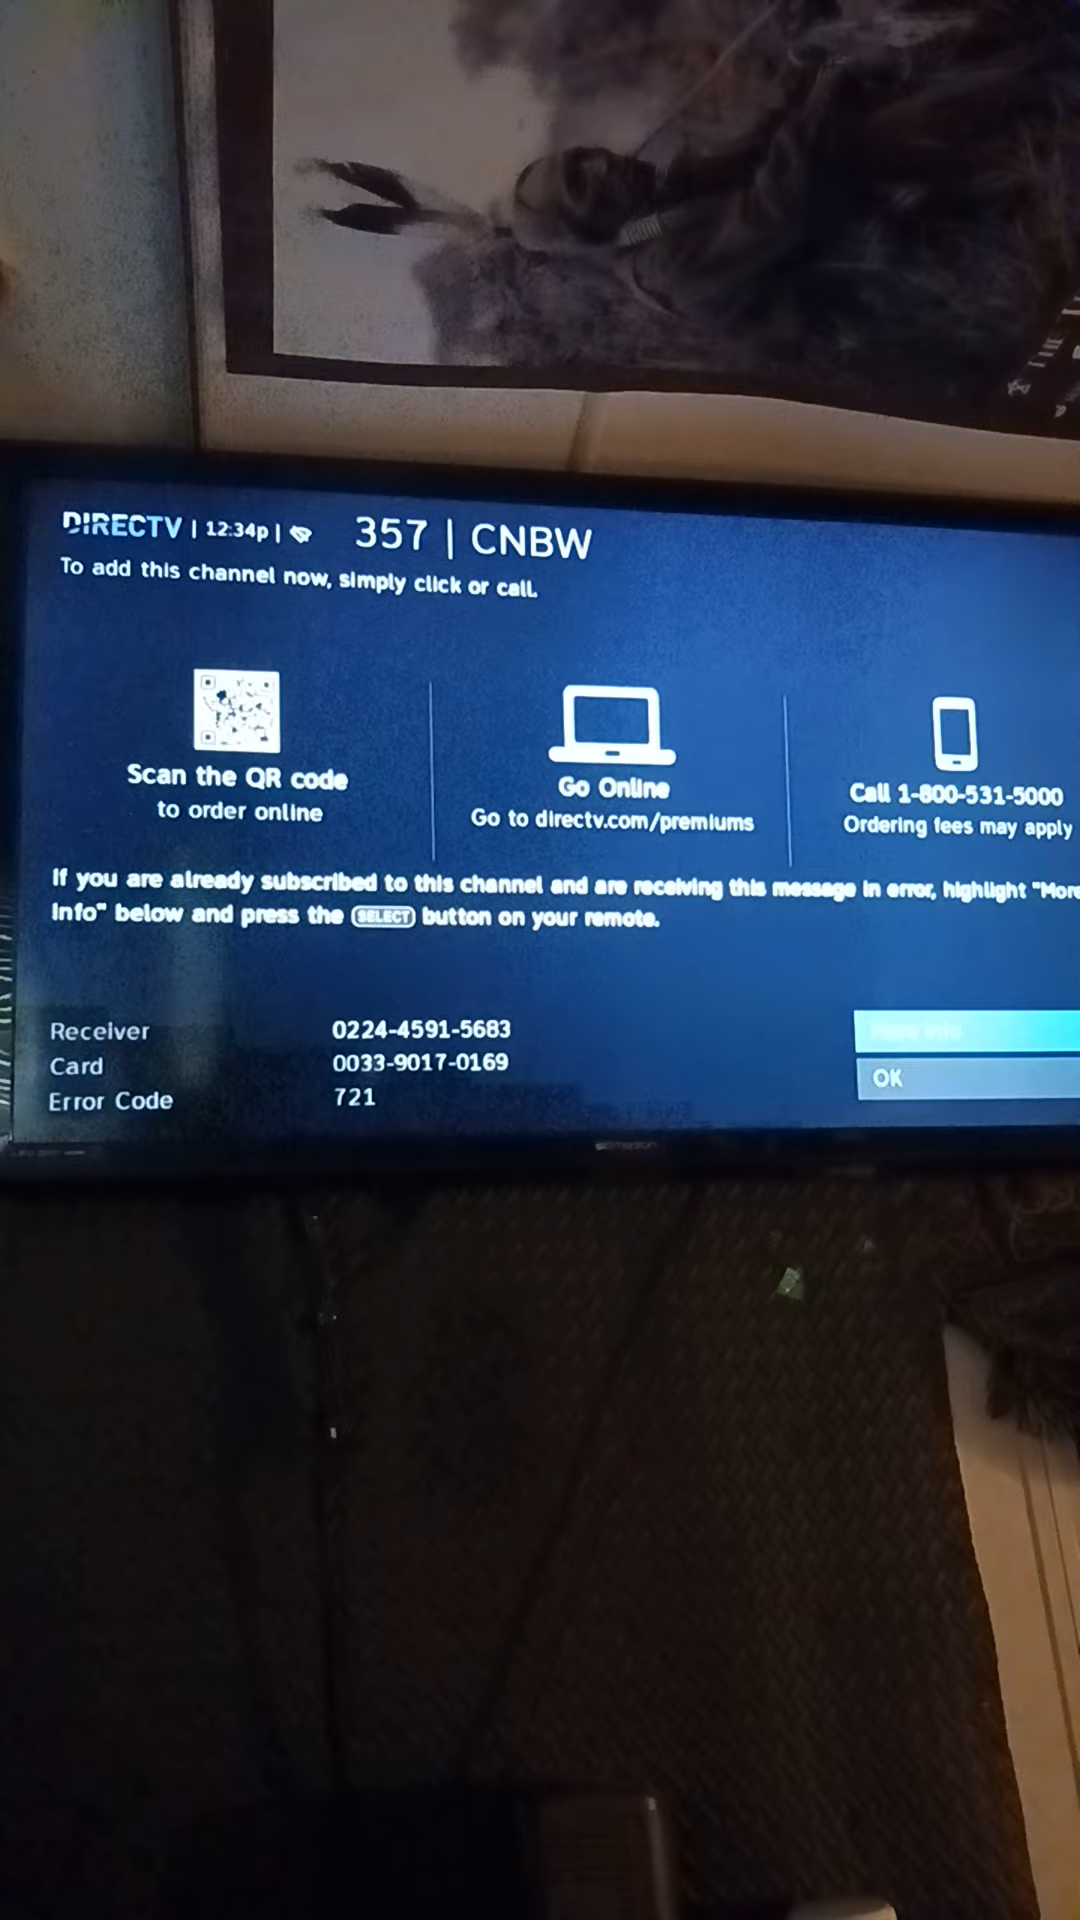 DIRECTV | 12:34p | 357 | CNBW
To add this channel now, simply click or call.
Scan the QR code
to order online
Go Online
Go to directv.com/premiums
Call 1-800-531-5000
Ordering fees may apply
If you are already subscribed to this channel and are receiving this message in error, highlight "More
Info" below and press the SELECT button on your remote.
Receiver 0224-4591-5683
Card 0033-9017-0169
Error Code 721
More Info
OK